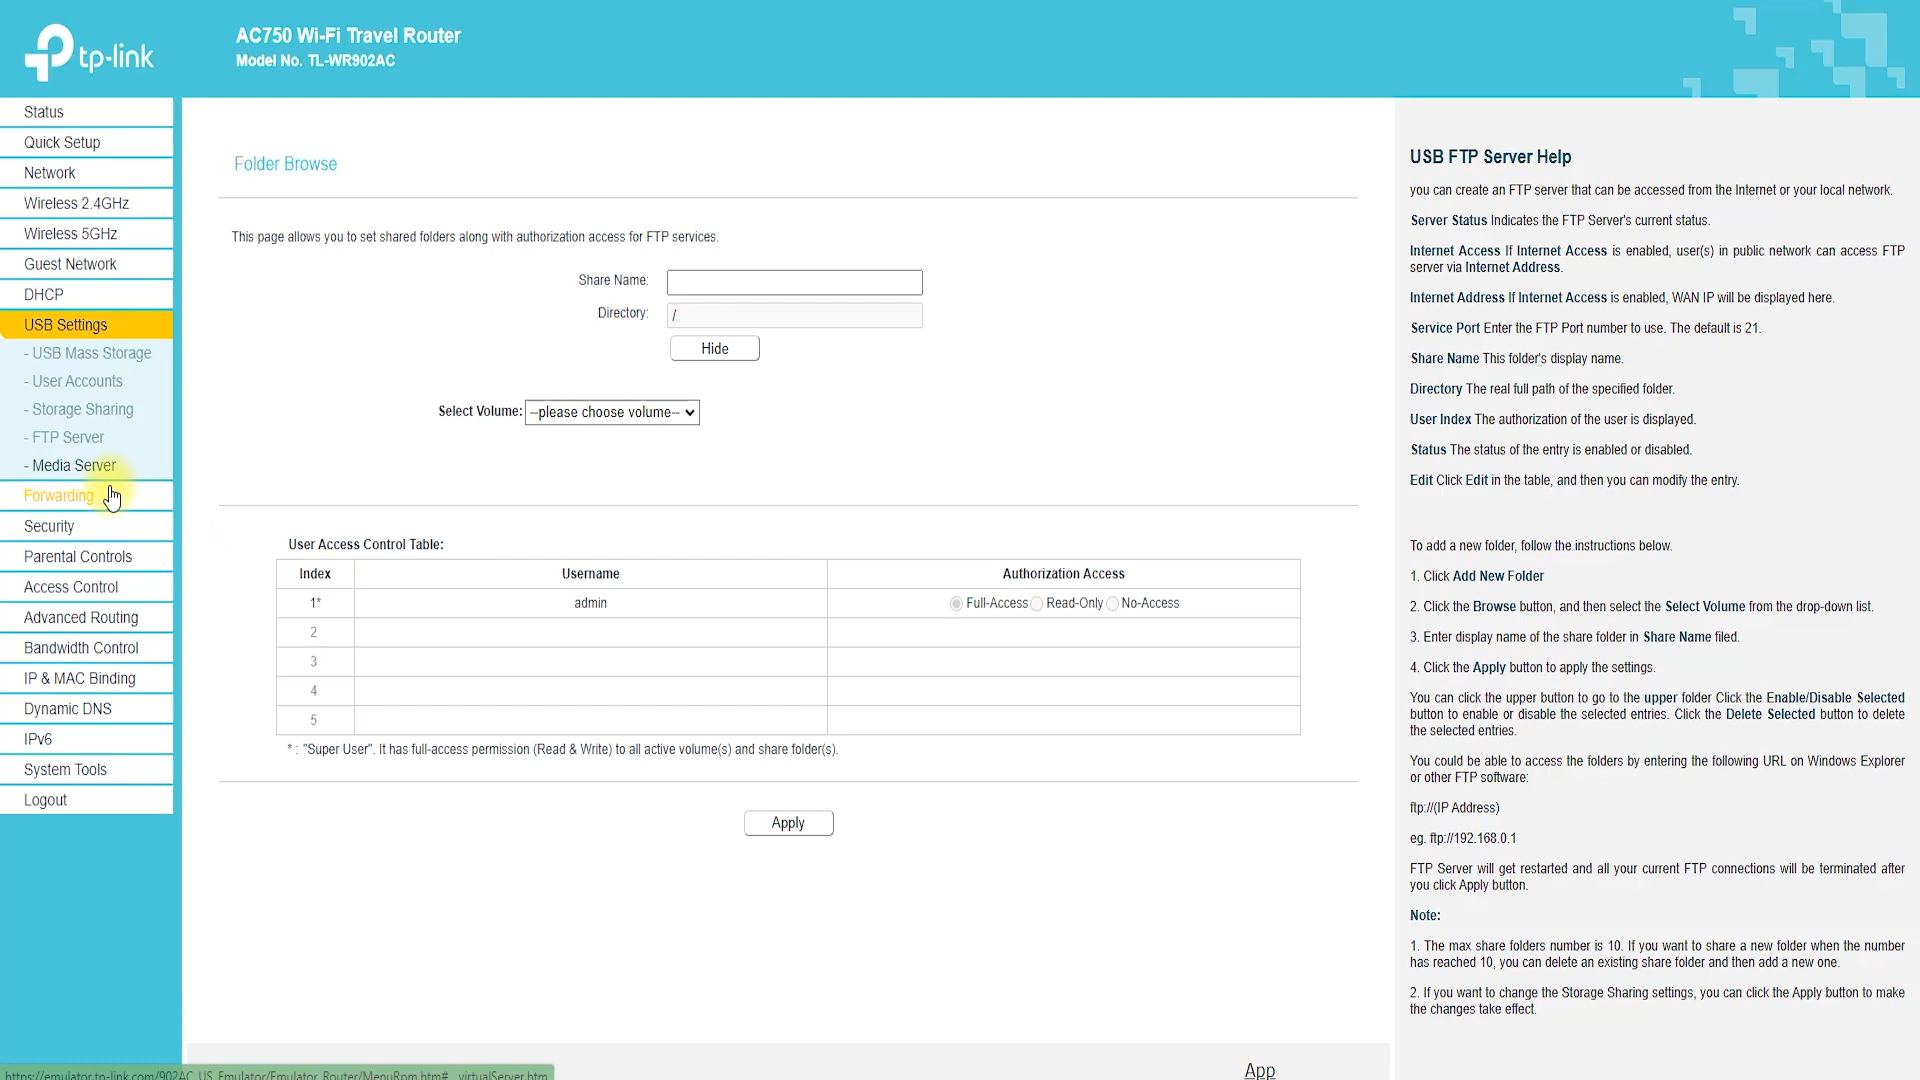 tp-link
AC750 Wi-Fi Travel Router
Model No. TL-WR902AC
Status
Quick Setup
Network
Wireless 2.4GHz
Wireless 5GHz
Guest Network
DHCP
USB Settings
- USB Mass Storage
- User Accounts
- Storage Sharing
- FTP Server
- Media Server
Forwarding
Security
Parental Controls
Access Control
Advanced Routing
Bandwidth Control
IP & MAC Binding
Dynamic DNS
IPv6
System Tools
Logout
Folder Browse
This page allows you to set shared folders along with authorization access for FTP services.
Share Name:
Directory: /
Hide
Select Volume: --please choose volume--
User Access Control Table:
Index Username Authorization Access
1* admin Full-Access Read-Only No-Access
2
3
4
5
* : "Super User". It has full-access permission (Read & Write) to all active volume(s) and share folder(s).
Apply
USB FTP Server Help
you can create an FTP server that can be accessed from the Internet or your local network.
Server Status Indicates the FTP Server's current status.
Internet Access If Internet Access is enabled, user(s) in public network can access FTP
server via Internet Address.
Internet Address If Internet Access is enabled, WAN IP will be displayed here.
Service Port Enter the FTP Port number to use. The default is 21.
Share Name This folder's display name.
Directory The real full path of the specified folder.
User Index The authorization of the user is displayed.
Status The status of the entry is enabled or disabled.
Edit Click Edit in the table, and then you can modify the entry.
To add a new folder, follow the instructions below.
1. Click Add New Folder
2. Click the Browse button, and then select the Select Volume from the drop-down list.
3. Enter display name of the share folder in Share Name filed.
4. Click the Apply button to apply the settings.
You can click the upper button to go to the upper folder Click the Enable/Disable Selected
button to enable or disable the selected entries. Click the Delete Selected button to delete
the selected entries.
You could be able to access the folders by entering the following URL on Windows Explorer
or other FTP software:
ftp://(IP Address)
eg. ftp://192.168.0.1
FTP Server will get restarted and all your current FTP connections will be terminated after
you click Apply button.
Note:
1. The max share folders number is 10. If you want to share a new folder when the number
has reached 10, you can delete an existing share folder and then add a new one.
2. If you want to change the Storage Sharing settings, you can click the Apply button to make
the changes take effect.
App
https://emulator.tp-link.com/902AC_US_Emulator/Emulator_Router/MenuRpm.htm#__virtualServer.htm